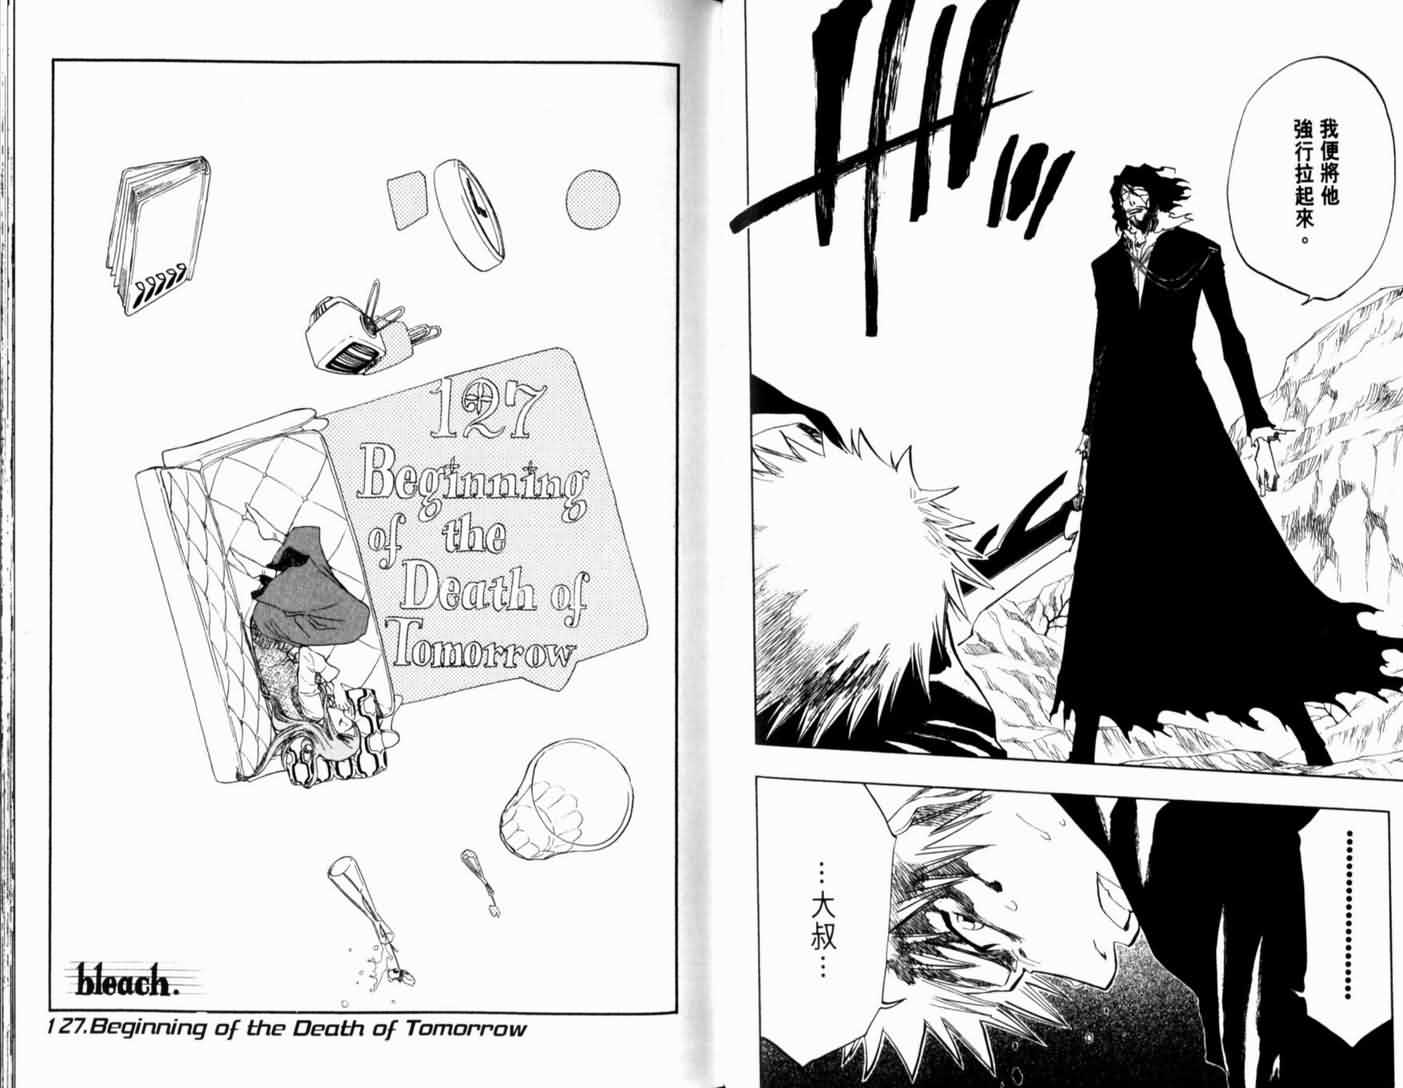 我便將他
強行拉起來。
……………
…大叔…
127
Beginning
of the
Death of
Tomorrow
bleach.
127.Beginning of the Death of Tomorrow